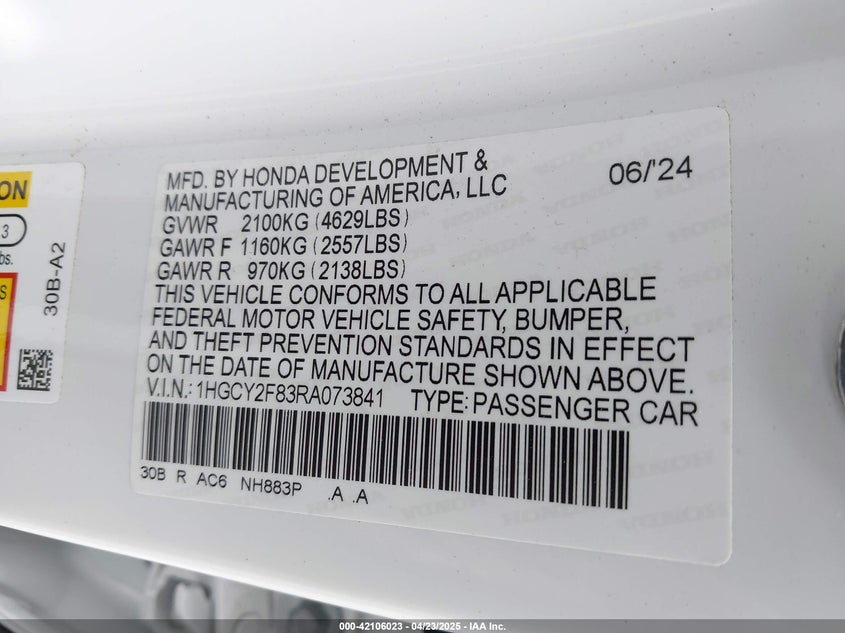 ON
3
bs.
S
30B-A2
MFD. BY HONDA DEVELOPMENT & 06/'24
MANUFACTURING OF AMERICA, LLC
GVWR 2100KG (4629LBS)
GAWR F 1160KG (2557LBS)
GAWR R 970KG (2138LBS)
THIS VEHICLE CONFORMS TO ALL APPLICABLE
FEDERAL MOTOR VEHICLE SAFETY, BUMPER,
AND THEFT PREVENTION STANDARDS IN EFFECT
ON THE DATE OF MANUFACTURE SHOWN ABOVE.
V.I.N.: 1HGCY2F83RA073841 TYPE: PASSENGER CAR
30B R AC6 NH883P .A .A
000-42106023 - 04/23/2025 - IAA Inc.